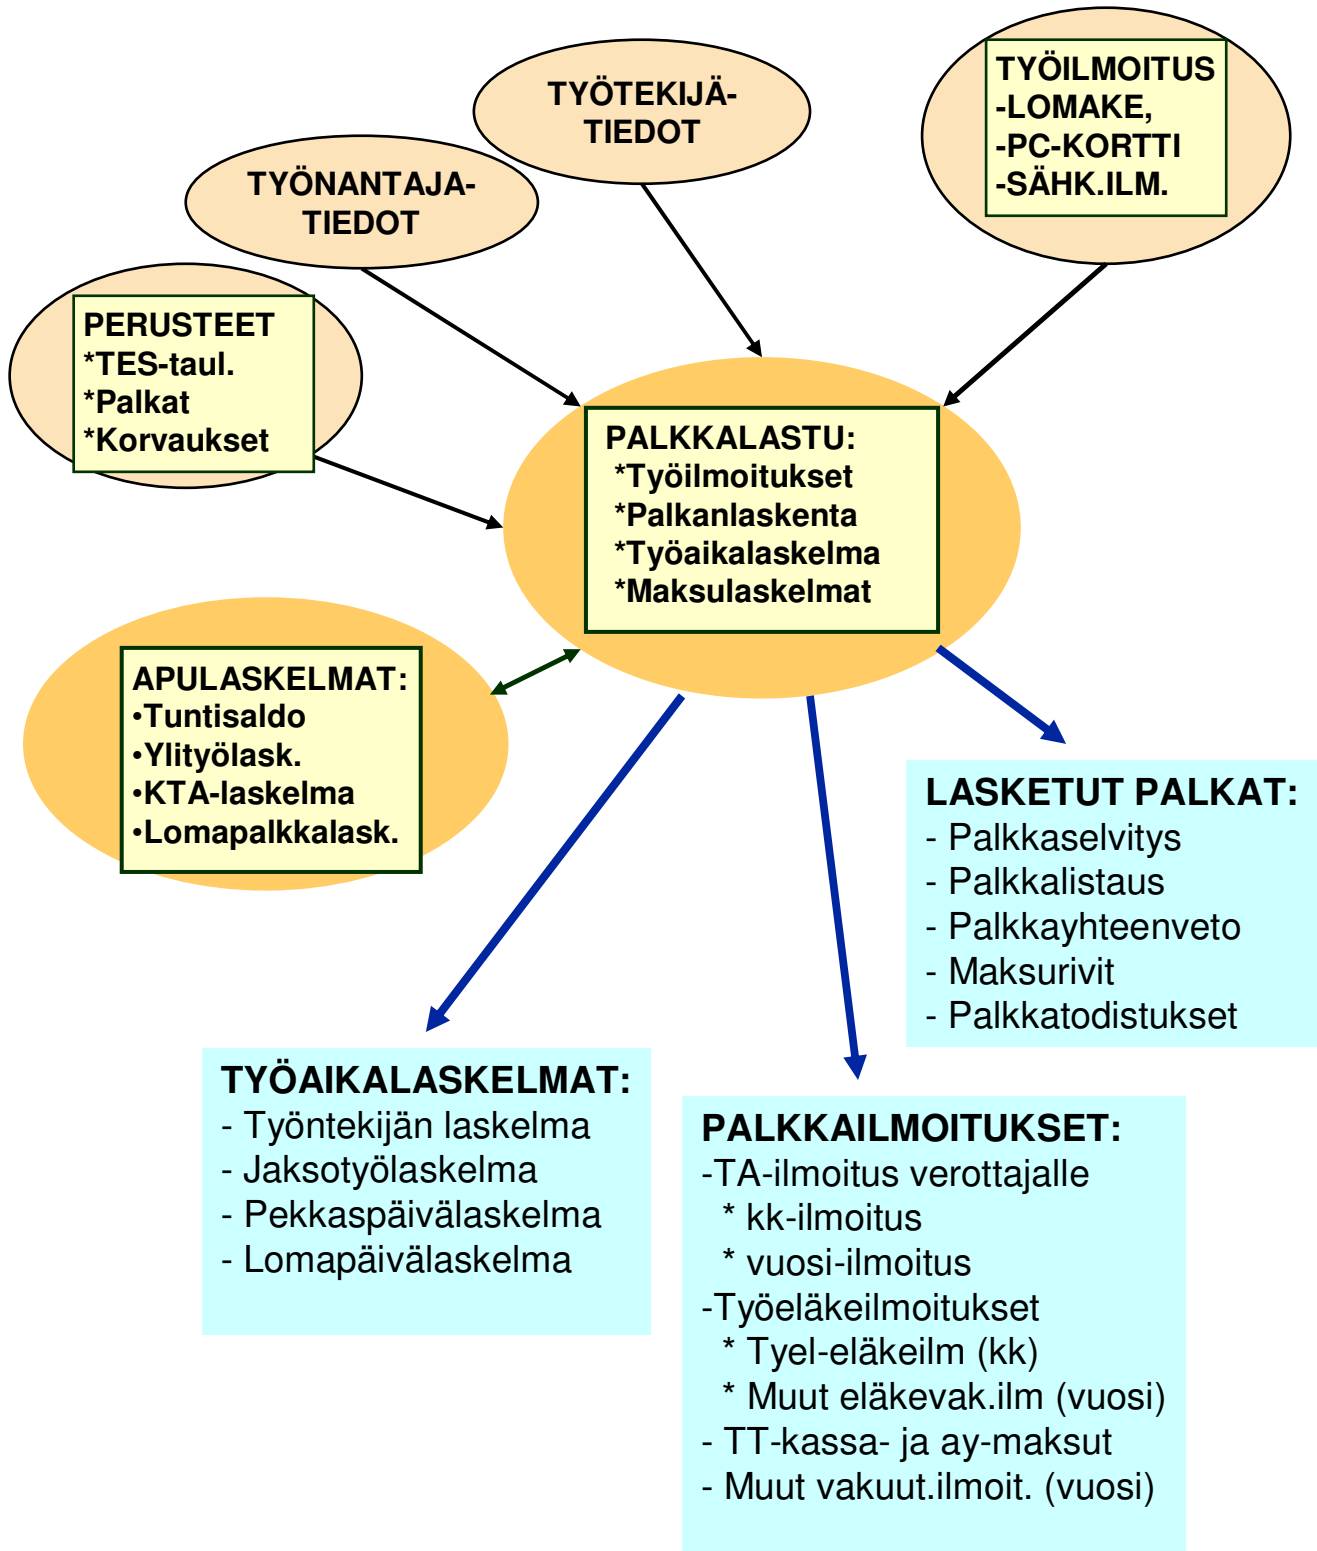 TYÖILMOITUS
-LOMAKE,
-PC-KORTTI
-SÄHK.ILM.
TYÖTEKIJÄ-
TIEDOT
TYÖNANTAJA-
TIEDOT
PERUSTEET
*TES-taul.
*Palkat
*Korvaukset
PALKKALASTU:
*Työilmoitukset
*Palkanlaskenta
*Työaikalaskelma
*Maksulaskelmat
APULASKELMAT:
•Tuntisaldo
•Ylityölask.
•KTA-laskelma
•Lomapalkkalask.
LASKETUT PALKAT:
- Palkkaselvitys
- Palkkalistaus
- Palkkayhteenveto
- Maksurivit
- Palkkatodistukset
TYÖAIKALASKELMAT:
- Työntekijän laskelma
- Jaksotyölaskelma
- Pekkaspäivälaskelma
- Lomapäivälaskelma
PALKKAILMOITUKSET:
-TA-ilmoitus verottajalle
* kk-ilmoitus
* vuosi-ilmoitus
-Työeläkeilmoitukset
* Tyel-eläkeilm (kk)
* Muut eläkevak.ilm (vuosi)
- TT-kassa- ja ay-maksut
- Muut vakuut.ilmoit. (vuosi)